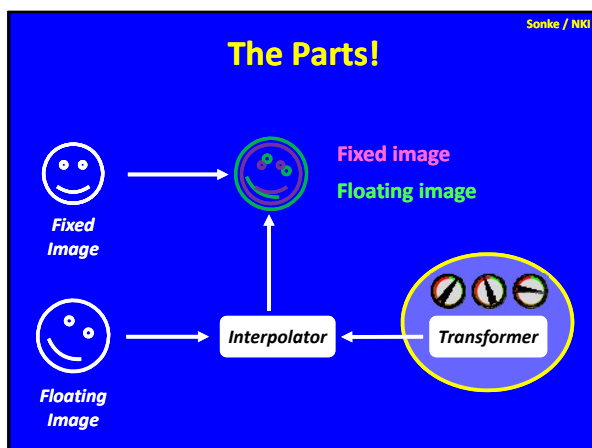 Sonke / NKI
The Parts!
Fixed image
Floating image
Fixed
Image
Interpolator
Transformer
Floating
Image